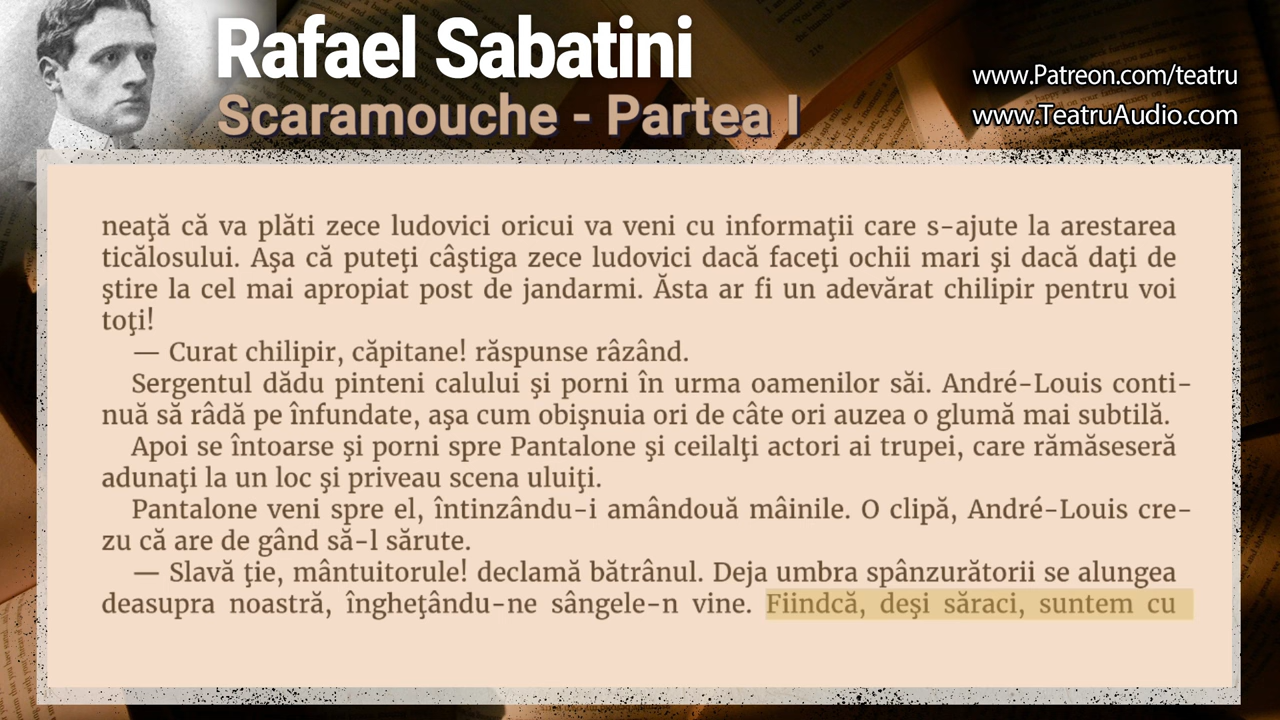 Rafael Sabatini
Scaramouche - Partea I
www.Patreon.com/teatru
www.TeatruAudio.com
neaţă că va plăti zece ludovici oricui va veni cu informaţii care s-ajute la arestarea
ticălosului. Aşa că puteţi câştiga zece ludovici dacă faceţi ochii mari şi dacă daţi de
ştire la cel mai apropiat post de jandarmi. Ăsta ar fi un adevărat chilipir pentru voi
toţi!
— Curat chilipir, căpitane! răspunse râzând.
Sergentul dădu pinteni calului şi porni în urma oamenilor săi. André-Louis conti-
nuă să râdă pe înfundate, aşa cum obişnuia ori de câte ori auzea o glumă mai subtilă.
Apoi se întoarse şi porni spre Pantalone şi ceilalţi actori ai trupei, care rămăseseră
adunaţi la un loc şi priveau scena uluiţi.
Pantalone veni spre el, întinzându-i amândouă mâinile. O clipă, André-Louis cre-
zu că are de gând să-l sărute.
— Slavă ţie, mântuitorule! declamă bătrânul. Deja umbra spânzurătorii se alungea
deasupra noastră, îngheţându-ne sângele-n vine. Fiindcă, deşi săraci, suntem cu